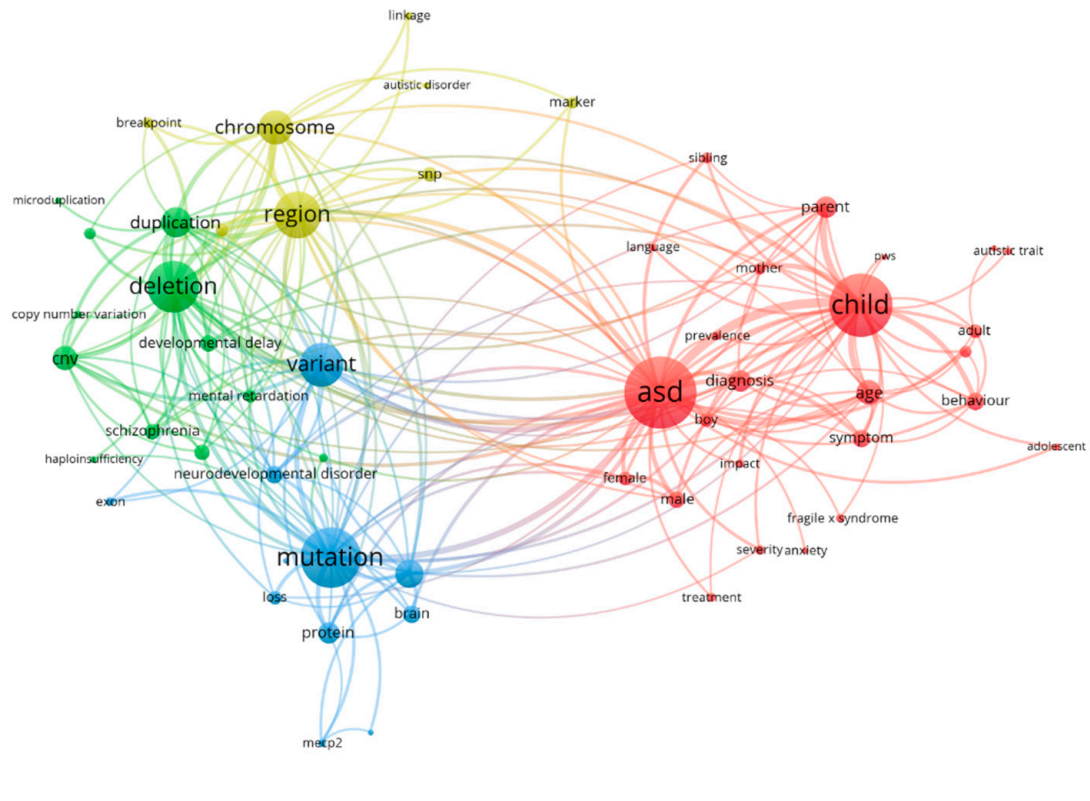 linkage
autistic disorder
marker
breakpoint
chromosome
sibling
snp
microduplication
parent
region
duplication
language
autistic trait
pws
mother
deletion
child
copy number variation
adult
prevalence
developmental delay
cnv
variant
diagnosis
asd
age
mental retardation
behaviour
boy
schizophrenia
symptom
adolescent
haploinsufficiency
impact
neurodevelopmental disorder
female
male
exon
fragile x syndrome
severity
anxiety
mutation
loss
treatment
brain
protein
mecp2